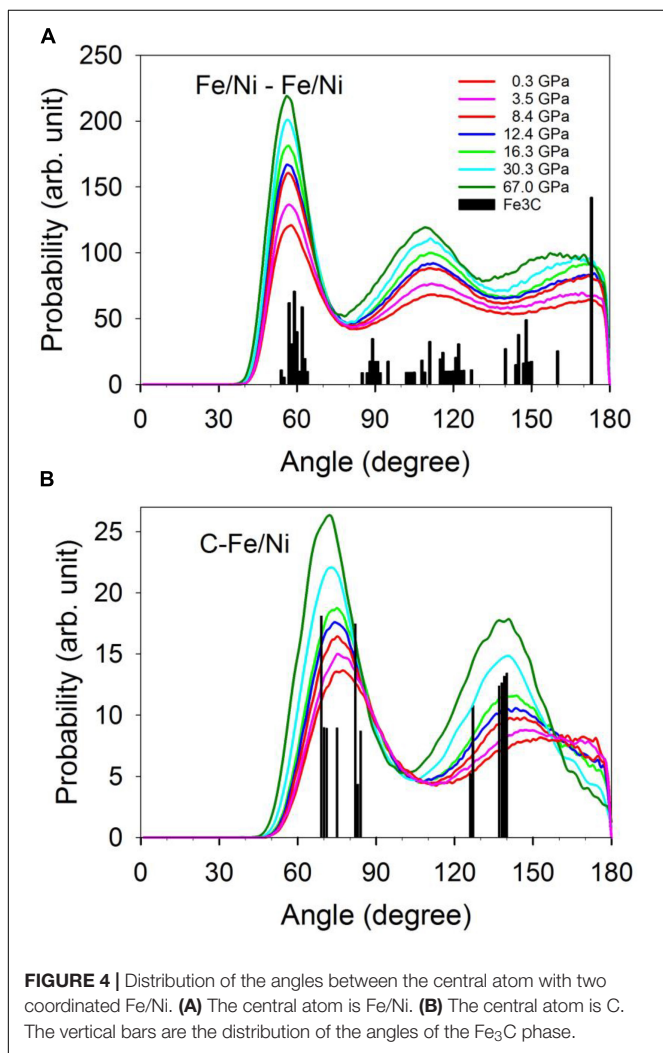 A
Fe/Ni - Fe/Ni
0.3 GPa
3.5 GPa
8.4 GPa
12.4 GPa
16.3 GPa
30.3 GPa
67.0 GPa
Fe3C
Probability (arb. unit)
250
200
150
100
50
0
0 30 60 90 120 150 180
Angle (degree)
B
C-Fe/Ni
Probability (arb. unit)
25
20
15
10
5
0
0 30 60 90 120 150 180
Angle (degree)
FIGURE 4 | Distribution of the angles between the central atom with two
coordinated Fe/Ni. (A) The central atom is Fe/Ni. (B) The central atom is C.
The vertical bars are the distribution of the angles of the Fe₃C phase.